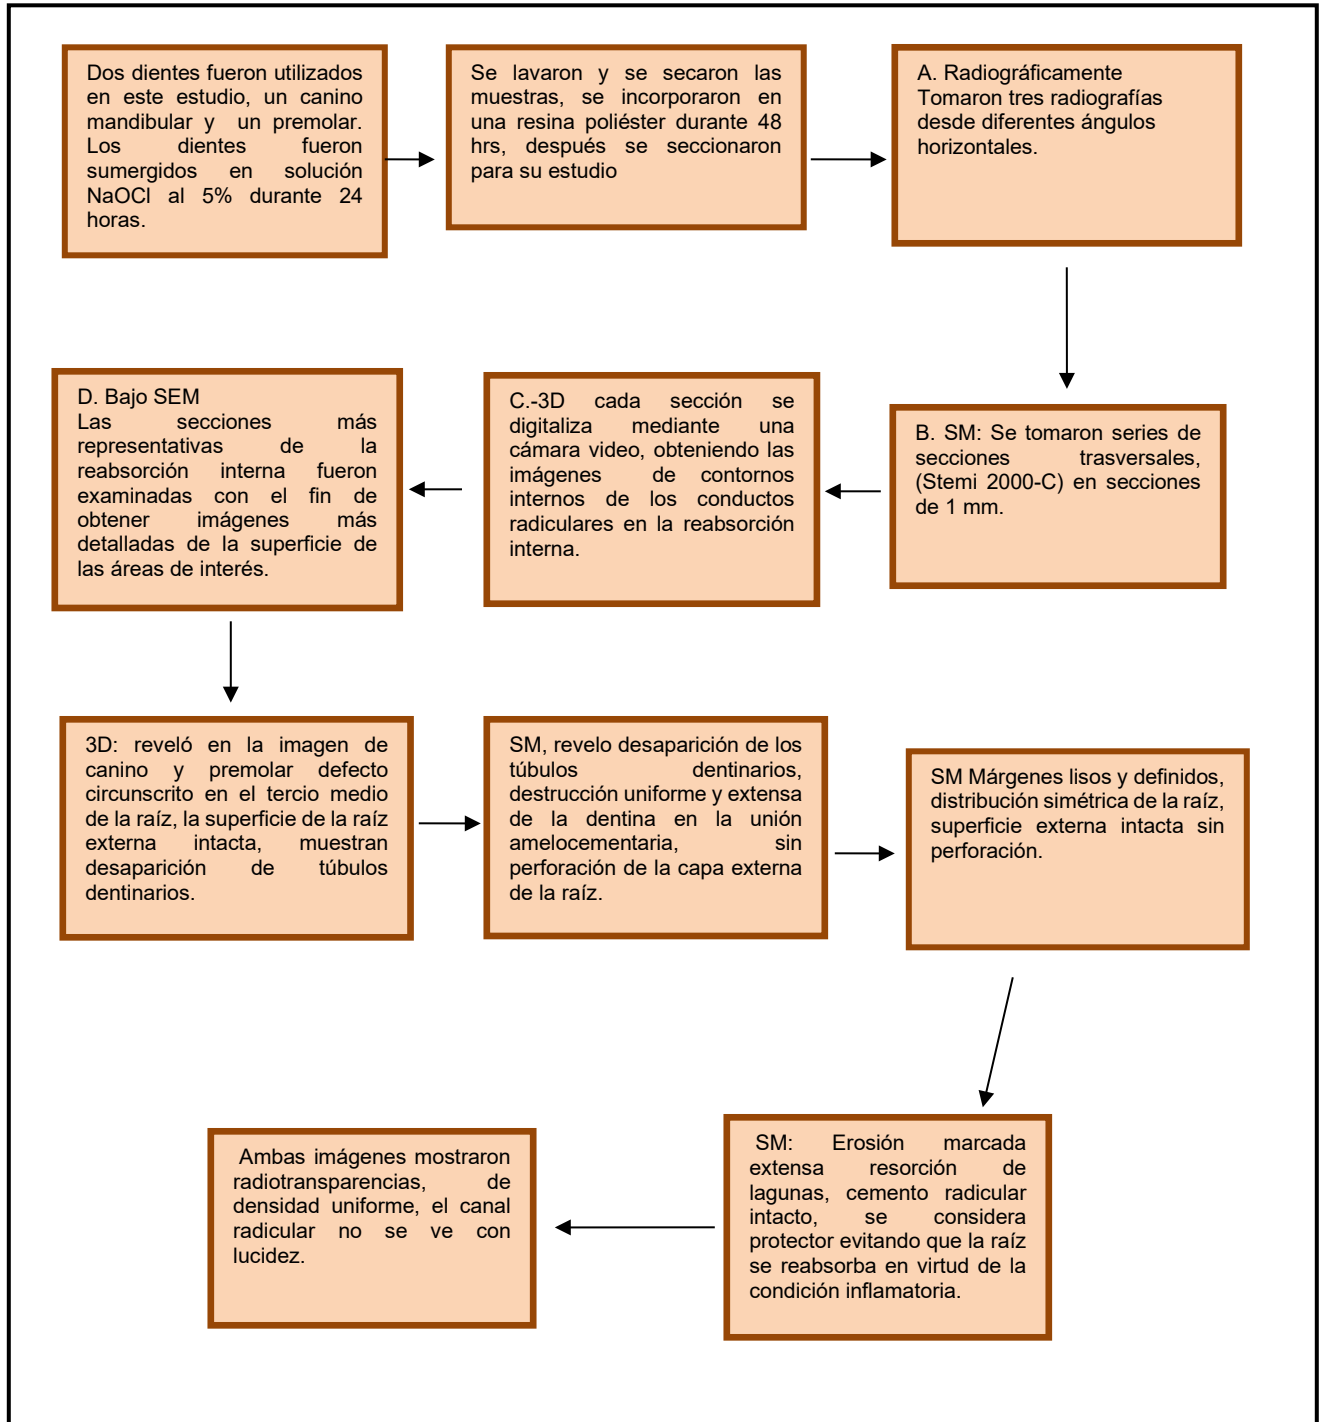 Dos dientes fueron utilizados
en este estudio, un canino
mandibular y un premolar.
Los dientes fueron
sumergidos en solución
NaOCl al 5% durante 24
horas.
Se lavaron y se secaron las
muestras, se incorporaron en
una resina poliéster durante 48
hrs, después se seccionaron
para su estudio
A. Radiográficamente
Tomaron tres radiografías
desde diferentes ángulos
horizontales.
B. SM: Se tomaron series de
secciones trasversales,
(Stemi 2000-C) en secciones
de 1 mm.
C.-3D cada sección se
digitaliza mediante una
cámara video, obteniendo las
imágenes de contornos
internos de los conductos
radiculares en la reabsorción
interna.
D. Bajo SEM
Las secciones más
representativas de la
reabsorción interna fueron
examinadas con el fin de
obtener imágenes más
detalladas de la superficie de
las áreas de interés.
3D: reveló en la imagen de
canino y premolar defecto
circunscrito en el tercio medio
de la raíz, la superficie de la raíz
externa intacta, muestran
desaparición de túbulos
dentinarios.
SM, revelo desaparición de los
túbulos dentinarios,
destrucción uniforme y extensa
de la dentina en la unión
amelocementaria, sin
perforación de la capa externa
de la raíz.
SM Márgenes lisos y definidos,
distribución simétrica de la raíz,
superficie externa intacta sin
perforación.
SM: Erosión marcada
extensa resorción de
lagunas, cemento radicular
intacto, se considera
protector evitando que la raíz
se reabsorba en virtud de la
condición inflamatoria.
Ambas imágenes mostraron
radiotransparencias, de
densidad uniforme, el canal
radicular no se ve con
lucidez.